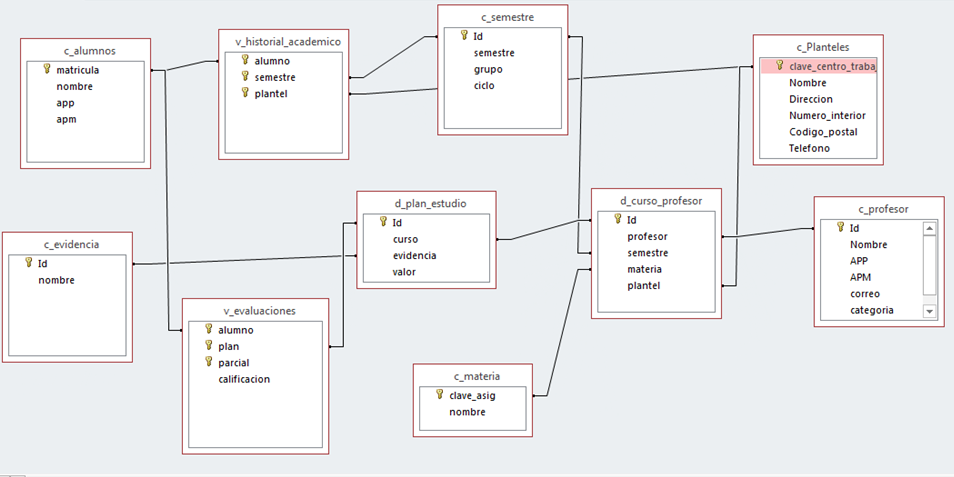 c_alumnos
matricula
nombre
app
apm
v_historial_academico
alumno
semestre
plantel
c_semestre
Id
semestre
grupo
ciclo
c_Planteles
clave_centro_trabaj
Nombre
Direccion
Numero_interior
Codigo_postal
Telefono
c_evidencia
Id
nombre
d_plan_estudio
Id
curso
evidencia
valor
d_curso_profesor
Id
profesor
semestre
materia
plantel
c_profesor
Id
Nombre
APP
APM
correo
categoria
v_evaluaciones
alumno
plan
parcial
calificacion
c_materia
clave_asig
nombre